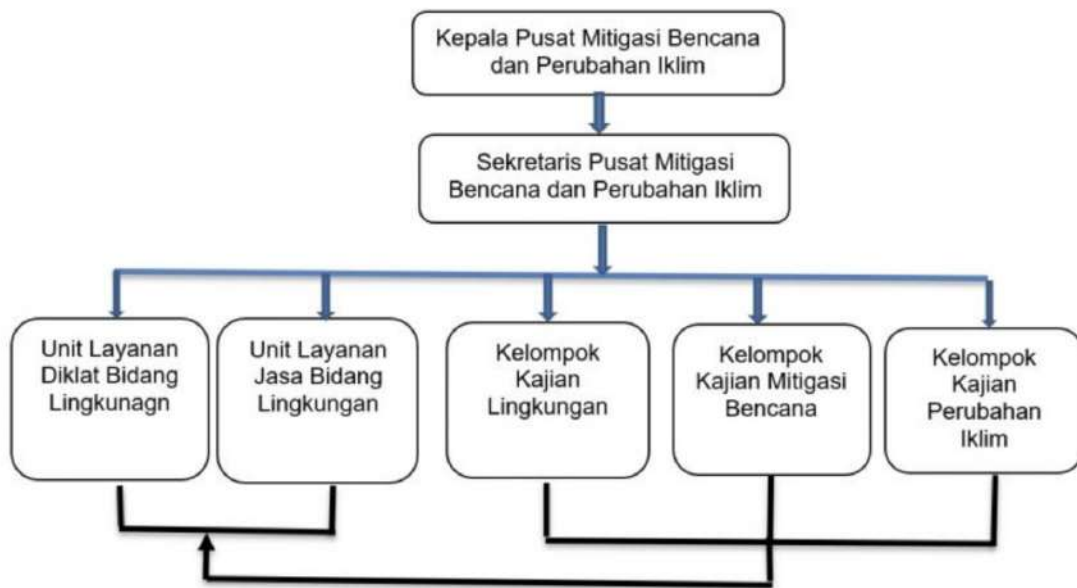 Kepala Pusat Mitigasi Bencana
dan Perubahan Iklim
Sekretaris Pusat Mitigasi
Bencana dan Perubahan Iklim
Unit Layanan
Diklat Bidang
Lingkunagn
Unit Layanan
Jasa Bidang
Lingkungan
Kelompok
Kajian
Lingkungan
Kelompok
Kajian Mitigasi
Bencana
Kelompok
Kajian
Perubahan
Iklim